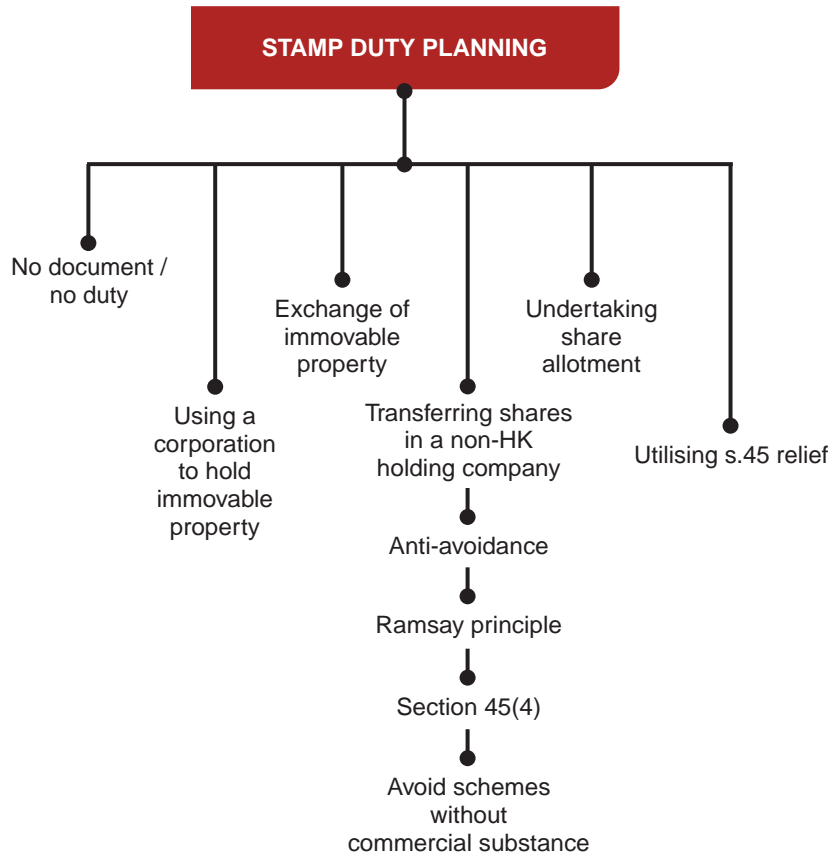 STAMP DUTY PLANNING
No document /
no duty
Using a
corporation
to hold
immovable
property
Exchange of
immovable
property
Transferring shares
in a non-HK
holding company
Anti-avoidance
Ramsay principle
Section 45(4)
Avoid schemes
without
commercial substance
Undertaking
share
allotment
Utilising s.45 relief